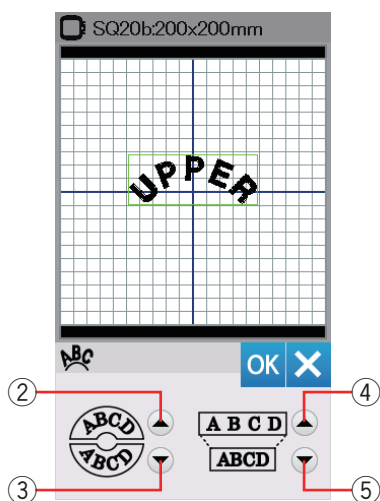 SQ20b:200x200mm
UPPER
ABC
OK
②
④
ABCD
A B C D
ABCD
ABCD
③
⑤